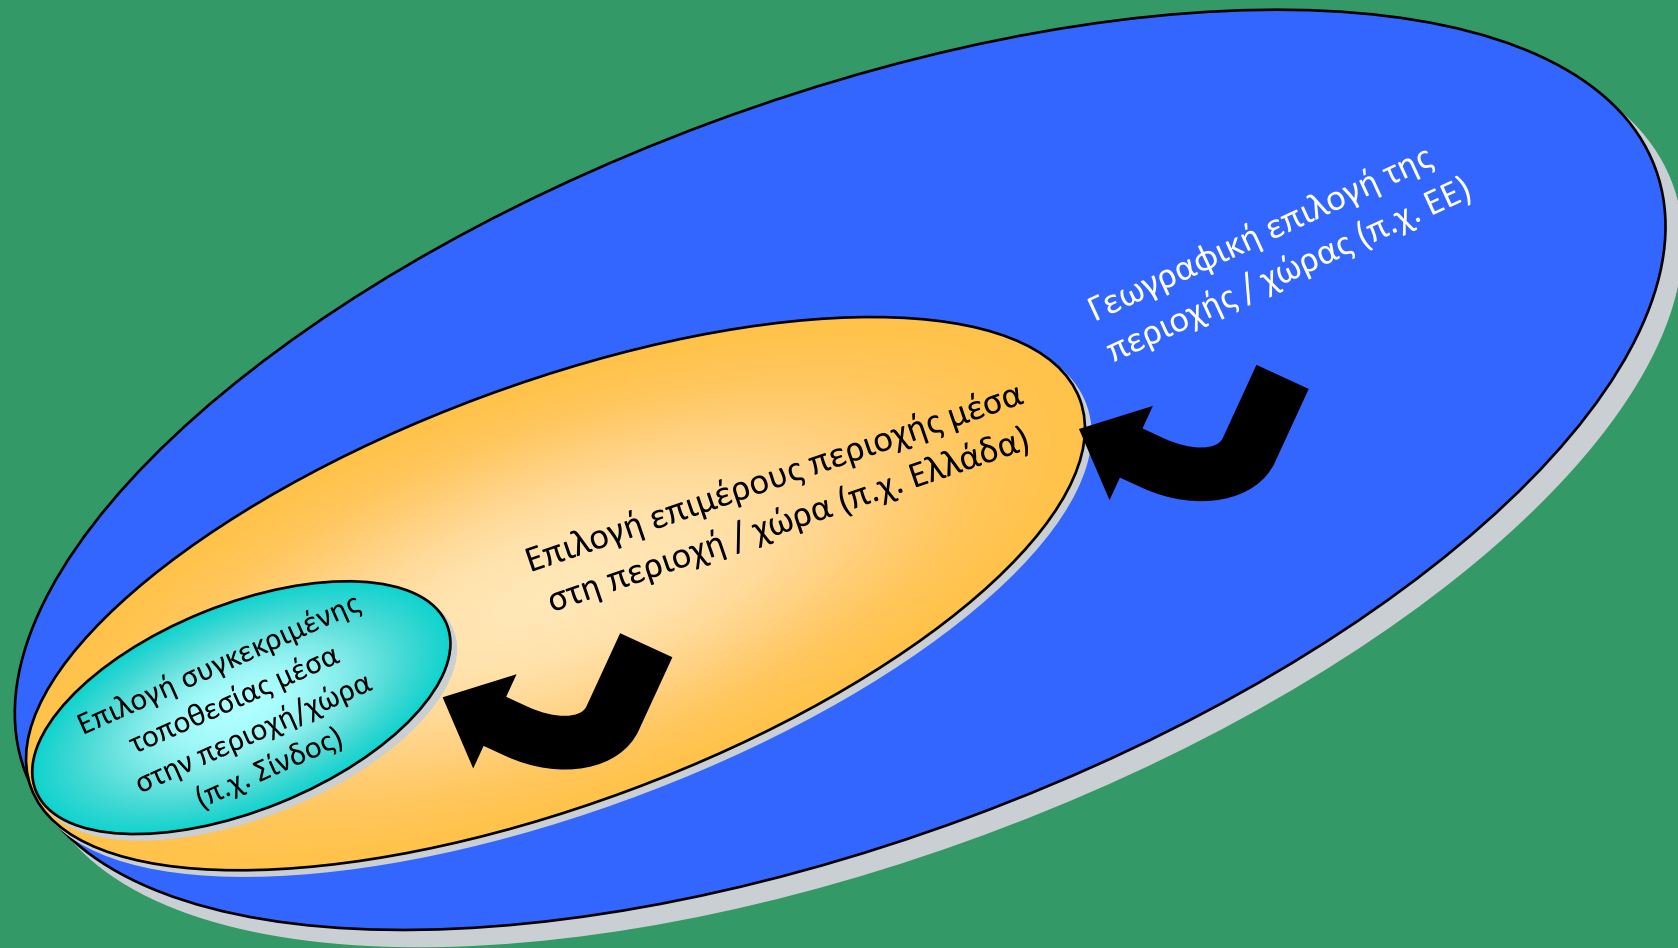 Γεωγραφική επιλογή της
περιοχής / χώρας (π.χ. ΕΕ)
Επιλογή επιμέρους περιοχής μέσα
στη περιοχή / χώρα (π.χ. Ελλάδα)
Επιλογή συγκεκριμένης
τοποθεσίας μέσα
στην περιοχή/χώρα
(π.χ. Σίνδος)